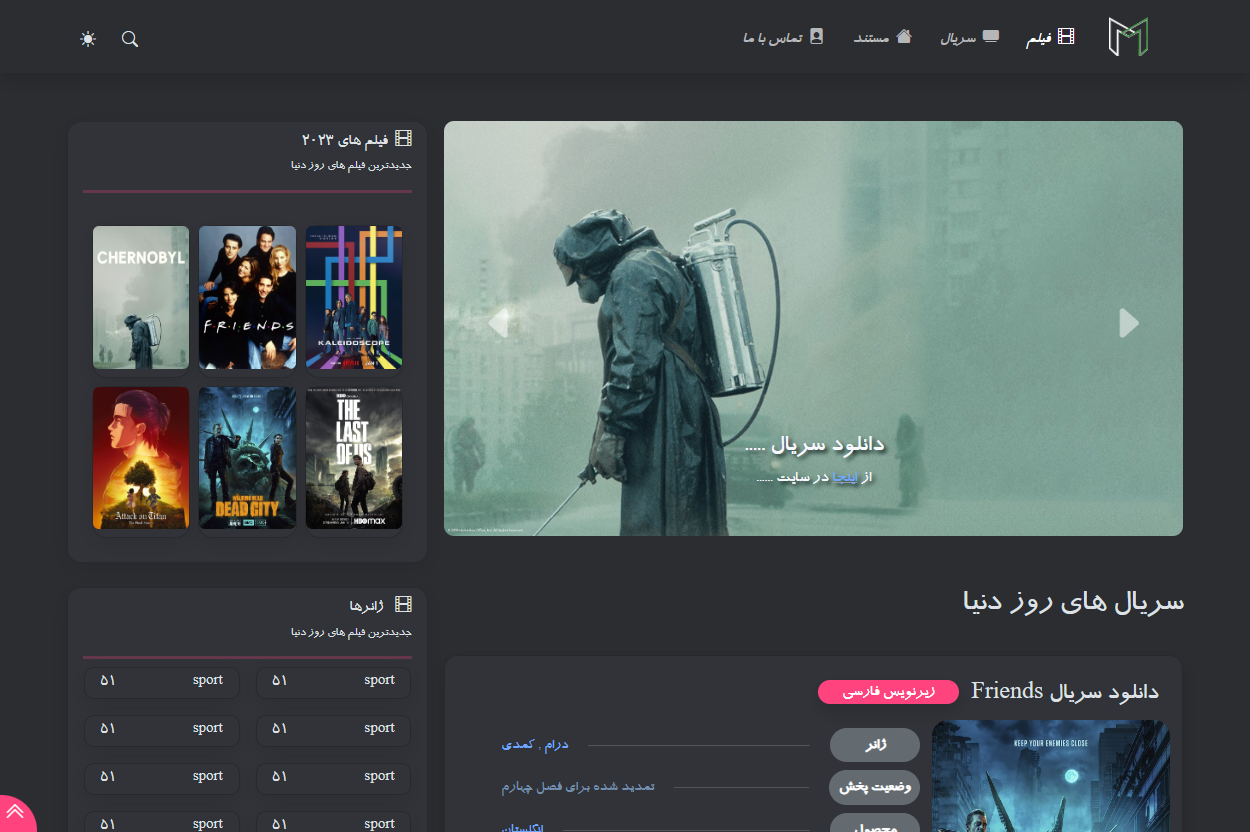 فیلم
سریال
مستند
تماس با ما
دانلود سریال .....
از اینجا در سایت ......
فیلم های ۲۰۲۳
جدیدترین فیلم های روز دنیا
KALEIDOSCOPE
F·R·I·E·N·D·S
CHERNOBYL
THE LAST OF US
HBOmax
DEAD CITY
Attack on Titan
سریال های روز دنیا
دانلود سریال Friends
زیرنویس فارسی
KEEP YOUR ENEMIES CLOSE
ژانر
درام , کمدی
وضعیت پخش
تمدید شده برای فصل چهارم
محصول
انگلستان
ژانرها
جدیدترین فیلم های روز دنیا
sport ۵۱
sport ۵۱
sport ۵۱
sport ۵۱
sport ۵۱
sport ۵۱
sport ۵۱
sport ۵۱